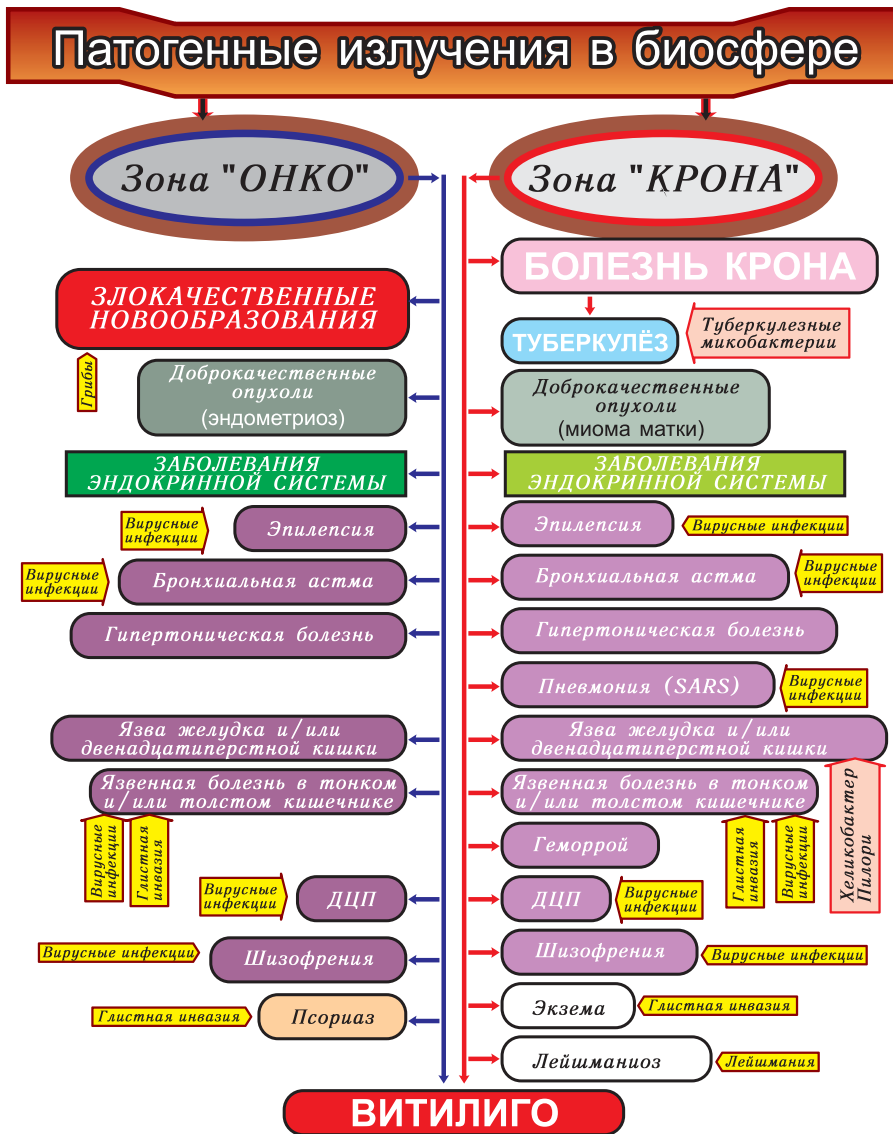 Патогенные излучения в биосфере
Зона "ОНКО"
Зона "КРОНА"
БОЛЕЗНЬ КРОНА
ЗЛОКАЧЕСТВЕННЫЕ
НОВООБРАЗОВАНИЯ
ТУБЕРКУЛЁЗ
Туберкулезные
микобактерии
Грибы
Доброкачественные
опухоли
(эндометриоз)
Доброкачественные
опухоли
(миома матки)
ЗАБОЛЕВАНИЯ
ЭНДОКРИННОЙ СИСТЕМЫ
ЗАБОЛЕВАНИЯ
ЭНДОКРИННОЙ СИСТЕМЫ
Вирусные
инфекции
Эпилепсия
Эпилепсия
Вирусные инфекции
Вирусные
инфекции
Бронхиальная астма
Бронхиальная астма
Вирусные
инфекции
Гипертоническая болезнь
Гипертоническая болезнь
Пневмония (SARS)
Вирусные
инфекции
Язва желудка и/или
двенадцатиперстной кишки
Язва желудка и/или
двенадцатиперстной кишки
Язвенная болезнь в тонком
и/или толстом кишечнике
Язвенная болезнь в тонком
и/или толстом кишечнике
Вирусные
инфекции
Глистная
инвазия
Геморрой
Глистная
инвазия
Вирусные
инфекции
Хеликобактер
Пилори
Вирусные
инфекции
ДЦП
ДЦП
Вирусные
инфекции
Вирусные инфекции
Шизофрения
Шизофрения
Вирусные инфекции
Глистная инвазия
Псориаз
Экзема
Глистная инвазия
Лейшманиоз
Лейшмания
ВИТИЛИГО